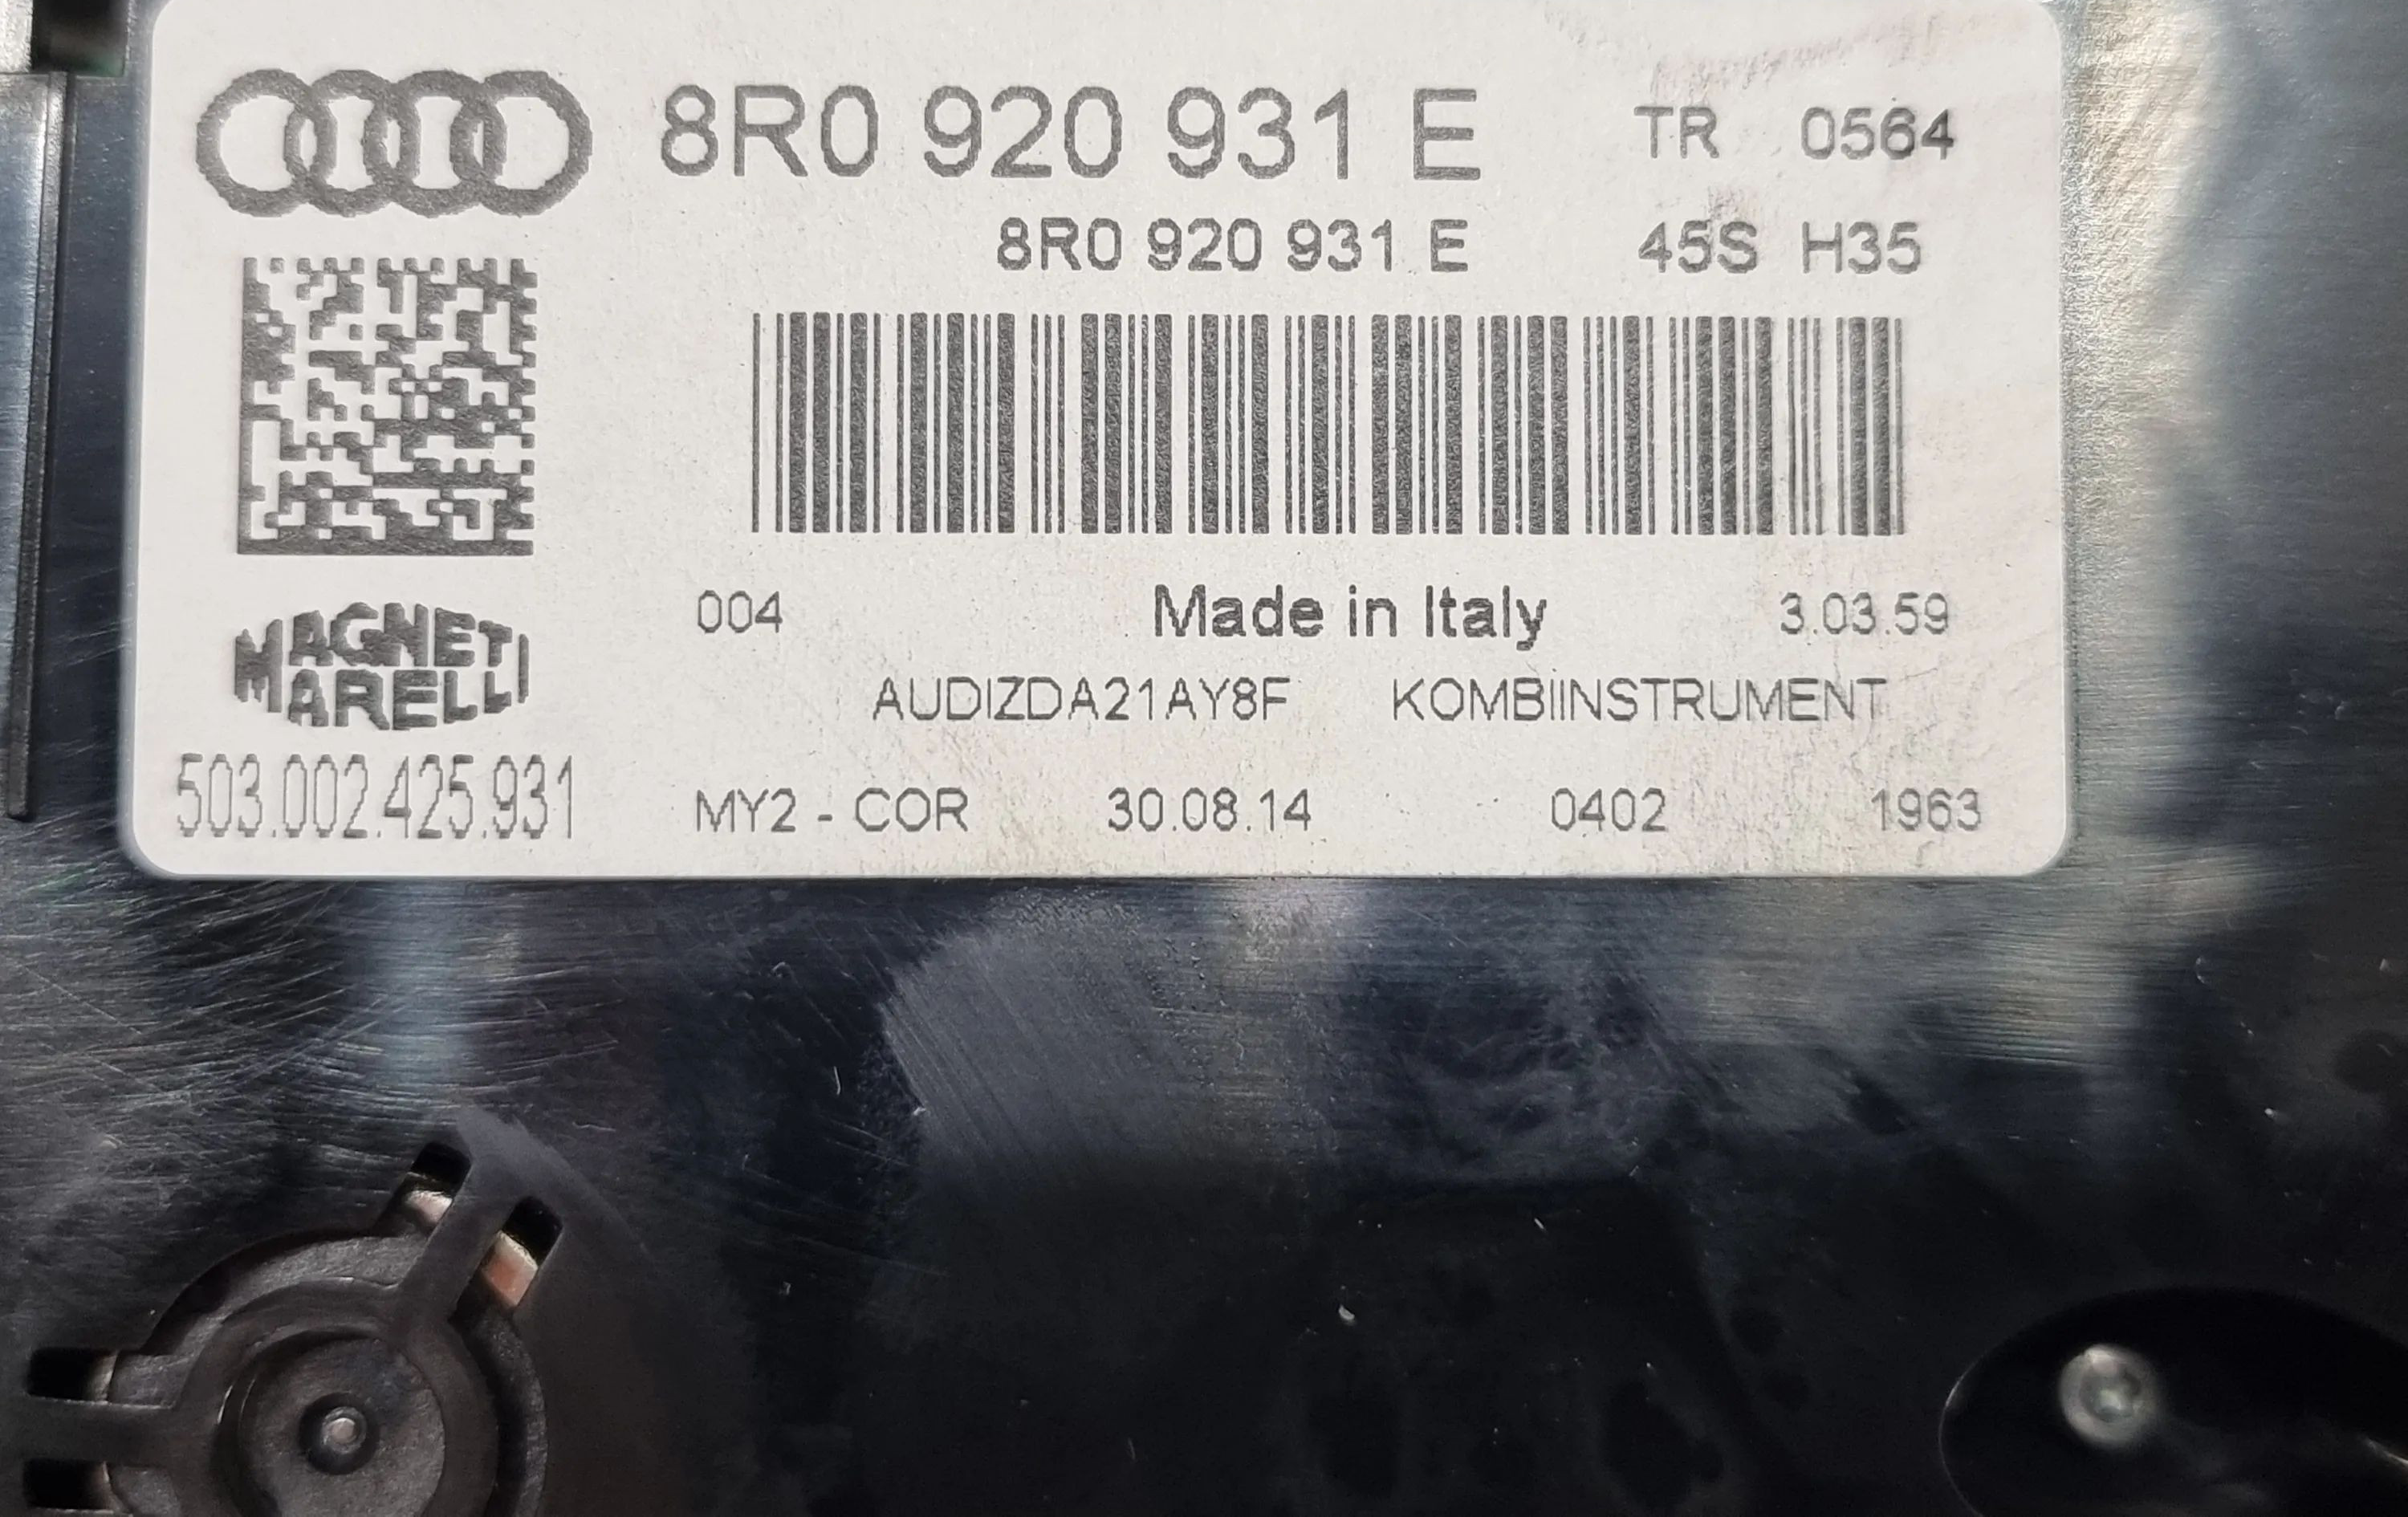 8R0 920 931 E TR 0564
8R0 920 931 E 45S H35
004 Made in Italy 3.03.59
MAGNETI
MARELLI
AUDIZDA21AY8F KOMBIINSTRUMENT
503.002.425.931 MY2 - COR 30.08.14 0402 1963